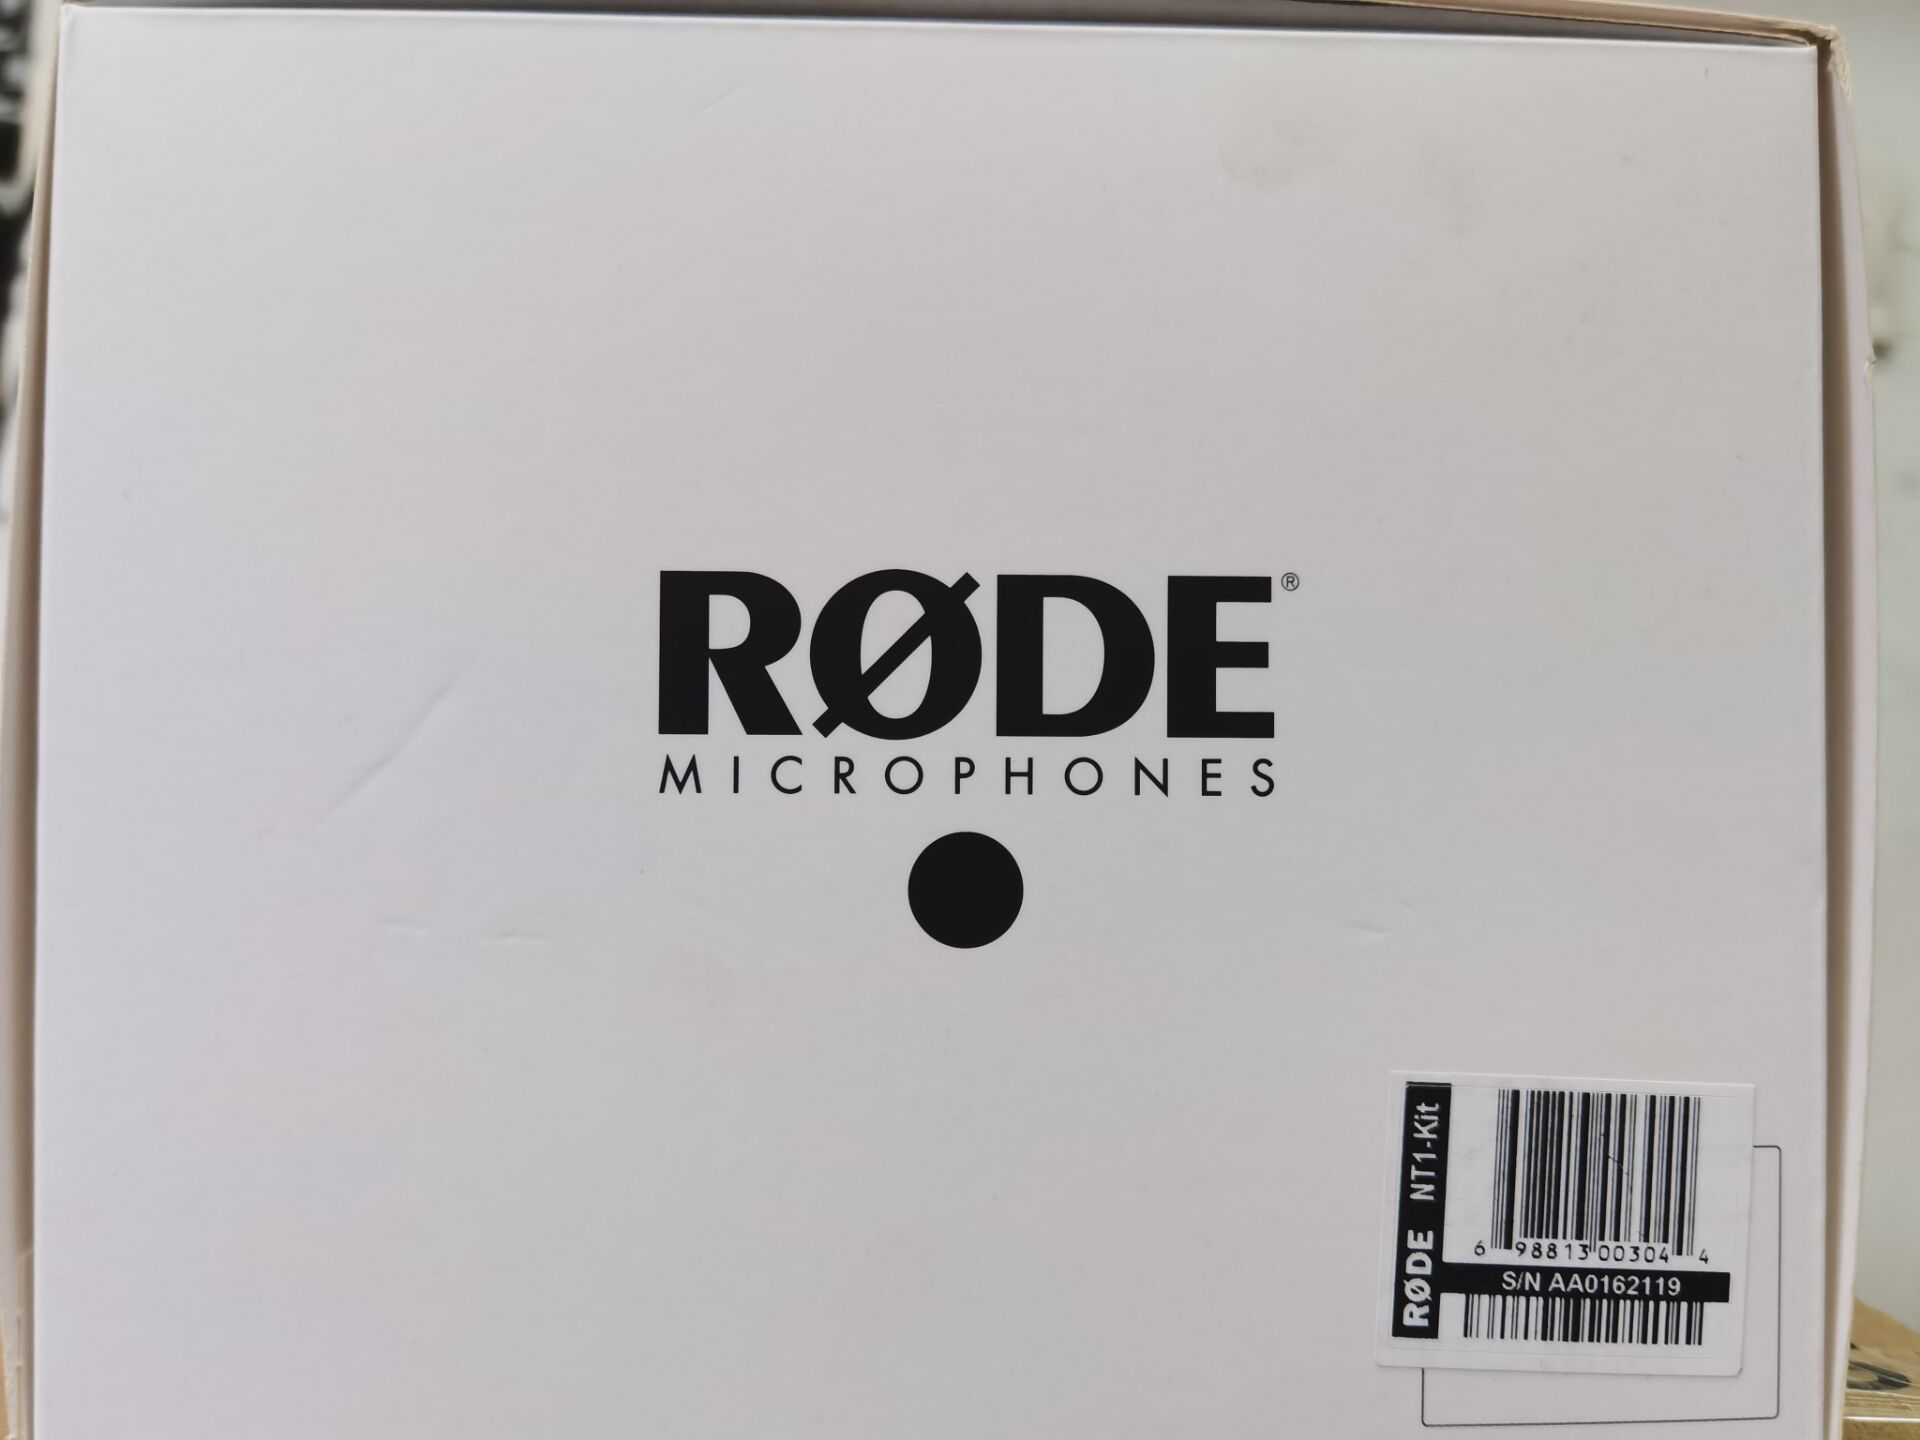 RØDE®
MICROPHONES
RØDE NT1-Kit
6 98813 00304 4
S/N AA0162119